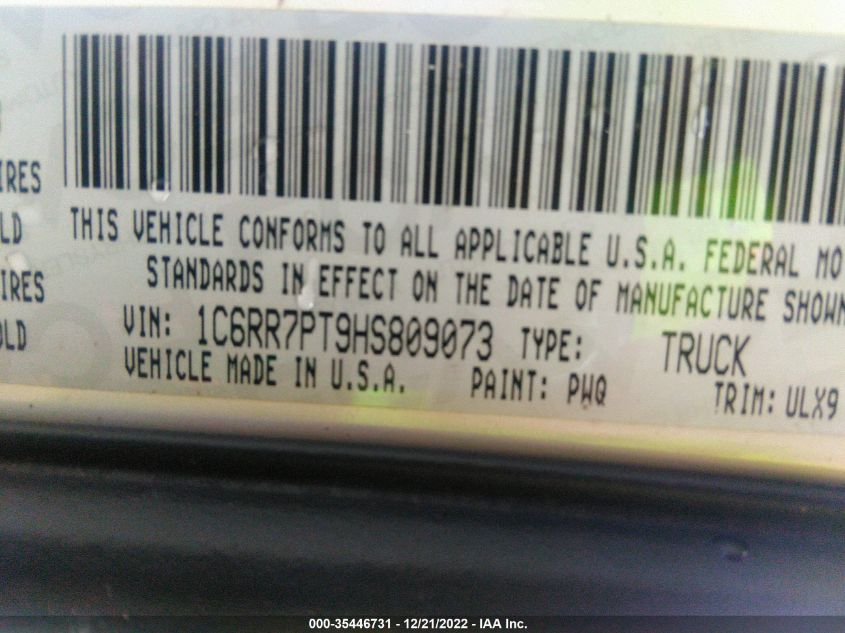 IRES
LD
IRES
OLD
THIS VEHICLE CONFORMS TO ALL APPLICABLE U.S.A. FEDERAL MO
STANDARDS IN EFFECT ON THE DATE OF MANUFACTURE SHOWN
VIN: 1C6RR7PT9HS809073 TYPE: TRUCK
VEHICLE MADE IN U.S.A. PAINT: PWQ TRIM: ULX9
000-35446731 - 12/21/2022 - IAA Inc.